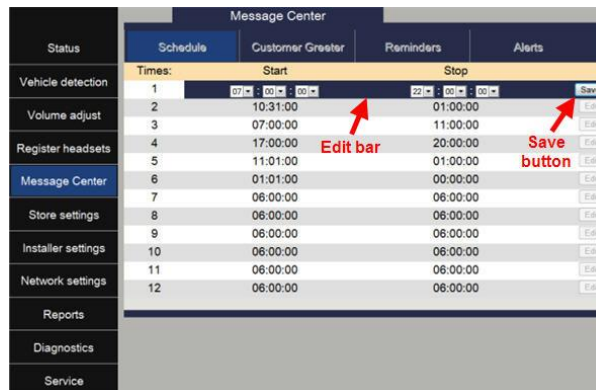 Message Center
Status
Vehicle detection
Volume adjust
Register headsets
Message Center
Store settings
Installer settings
Network settings
Reports
Diagnostics
Service
Schedule Customer Greeter Reminders Alerts
Times: Start Stop
1 07 : 00 : 00 22 : 00 : 00 Save
2 10:31:00 01:00:00
3 07:00:00 11:00:00
4 17:00:00 20:00:00
5 11:01:00 01:00:00
6 01:01:00 00:00:00
7 06:00:00 06:00:00
8 06:00:00 06:00:00
9 06:00:00 06:00:00
10 06:00:00 06:00:00
11 06:00:00 06:00:00
12 06:00:00 06:00:00
Edit bar
Save
button